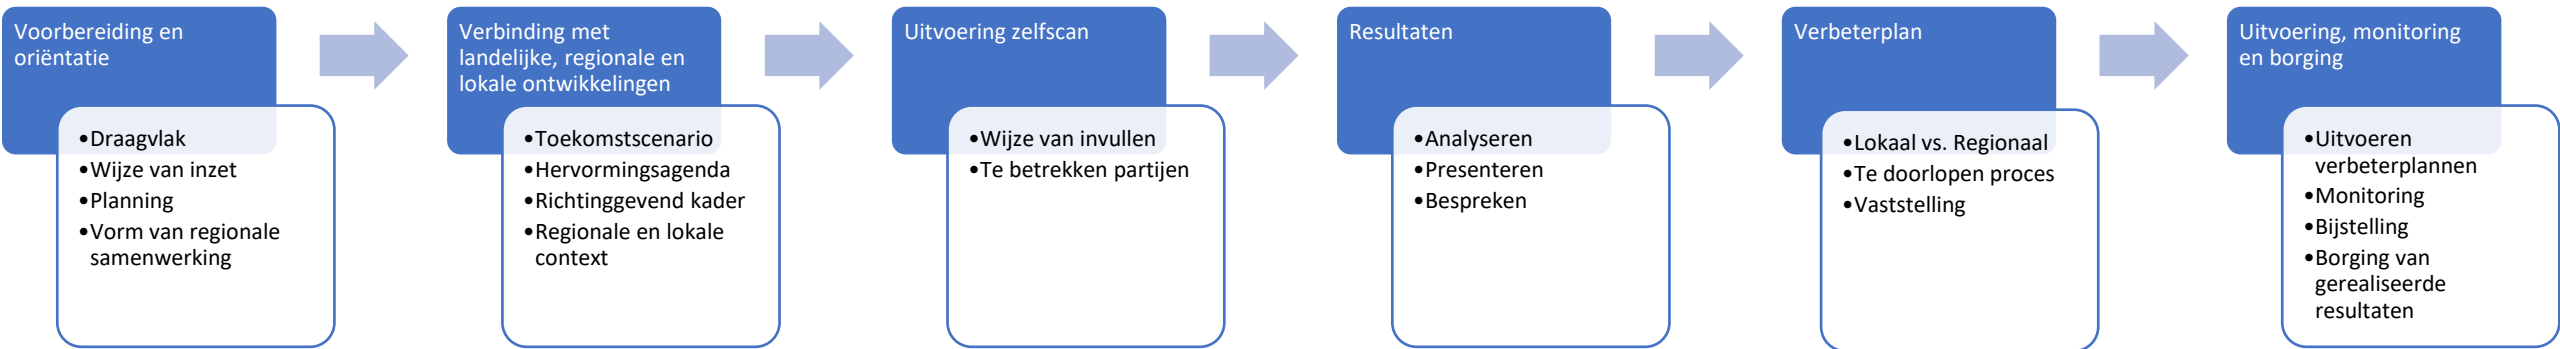 Voorbereiding en
oriëntatie
•Draagvlak
•Wijze van inzet
•Planning
•Vorm van regionale
samenwerking
Verbinding met
landelijke, regionale en
lokale ontwikkelingen
•Toekomstscenario
•Hervormingsagenda
•Richtinggevend kader
•Regionale en lokale
context
Uitvoering zelfscan
•Wijze van invullen
•Te betrekken partijen
Resultaten
•Analyseren
•Presenteren
•Bespreken
Verbeterplan
•Lokaal vs. Regionaal
•Te doorlopen proces
•Vaststelling
Uitvoering, monitoring
en borging
•Uitvoeren
verbeterplannen
•Monitoring
•Bijstelling
•Borging van
gerealiseerde
resultaten